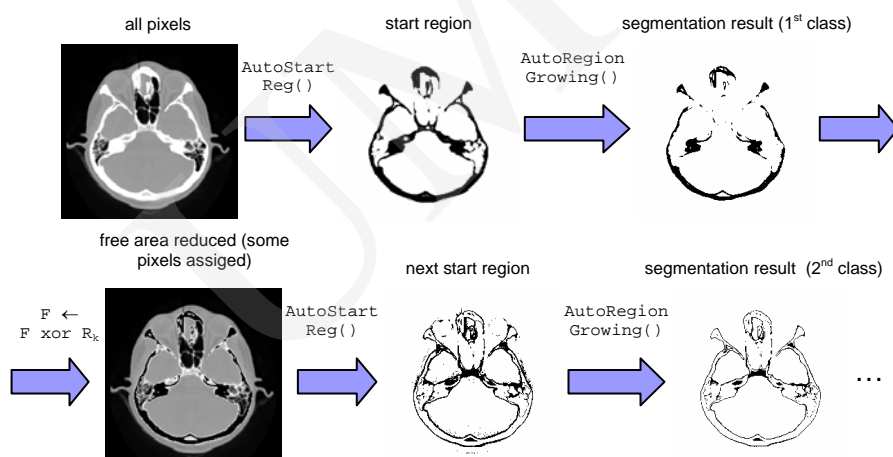 all pixels
start region
segmentation result (1st class)
AutoStart
Reg()
AutoRegion
Growing()
free area reduced (some
pixels assiged)
next start region
segmentation result (2nd class)
F ←
F xor Rk
AutoStart
Reg()
AutoRegion
Growing()
...
UM